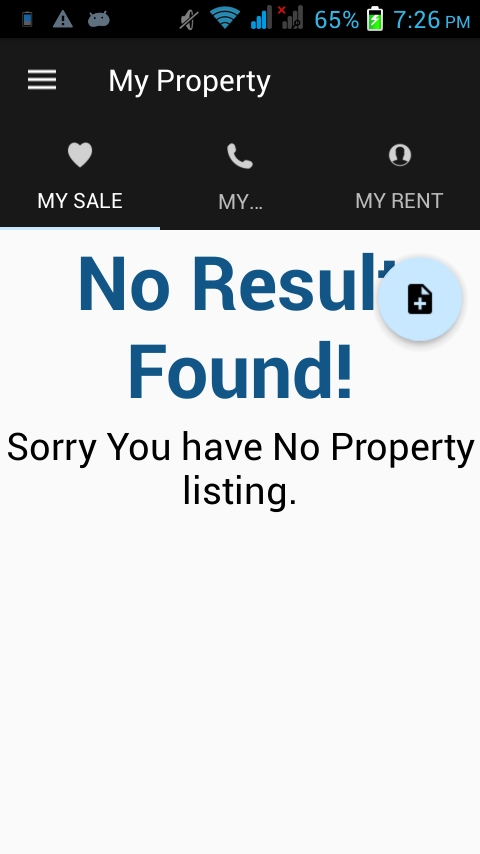 65% 7:26 PM
My Property
MY SALE MY... MY RENT
No Result
Found!
Sorry You have No Property
listing.